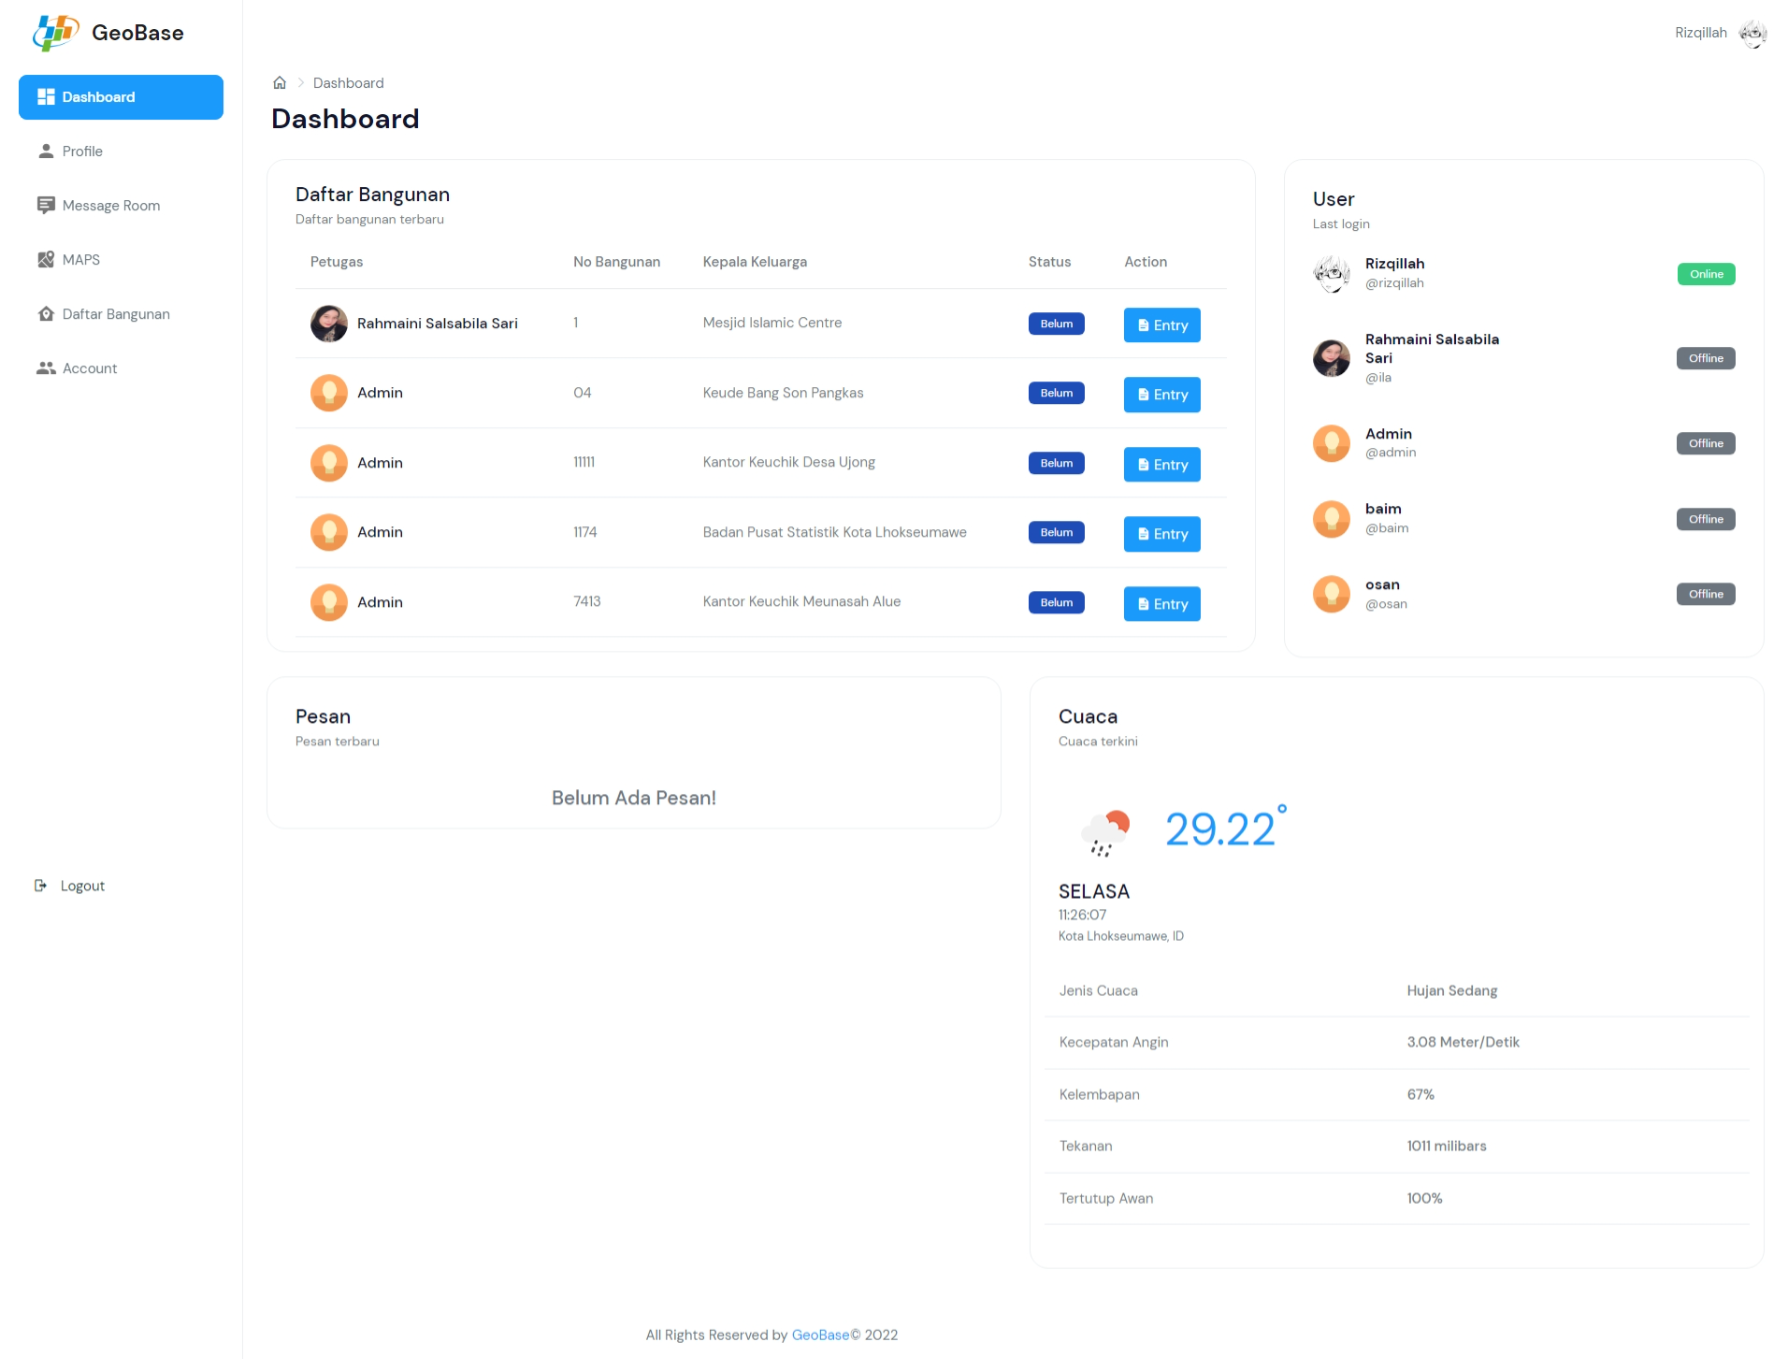 GeoBase
Rizqillah
Dashboard
Profile
Message Room
MAPS
Daftar Bangunan
Account
Logout
Dashboard
Dashboard
Daftar Bangunan
Daftar bangunan terbaru
Petugas No Bangunan Kepala Keluarga Status Action
Rahmaini Salsabila Sari 1 Mesjid Islamic Centre Belum Entry
Admin 04 Keude Bang Son Pangkas Belum Entry
Admin 11111 Kantor Keuchik Desa Ujong Belum Entry
Admin 1174 Badan Pusat Statistik Kota Lhokseumawe Belum Entry
Admin 7413 Kantor Keuchik Meunasah Alue Belum Entry
User
Last login
Rizqillah
@rizqillah
Online
Rahmaini Salsabila
Sari
@ila
Offline
Admin
@admin
Offline
baim
@baim
Offline
osan
@osan
Offline
Pesan
Pesan terbaru
Belum Ada Pesan!
Cuaca
Cuaca terkini
29.22°
SELASA
11:26:07
Kota Lhokseumawe, ID
Jenis Cuaca Hujan Sedang
Kecepatan Angin 3.08 Meter/Detik
Kelembapan 67%
Tekanan 1011 milibars
Tertutup Awan 100%
All Rights Reserved by GeoBase© 2022